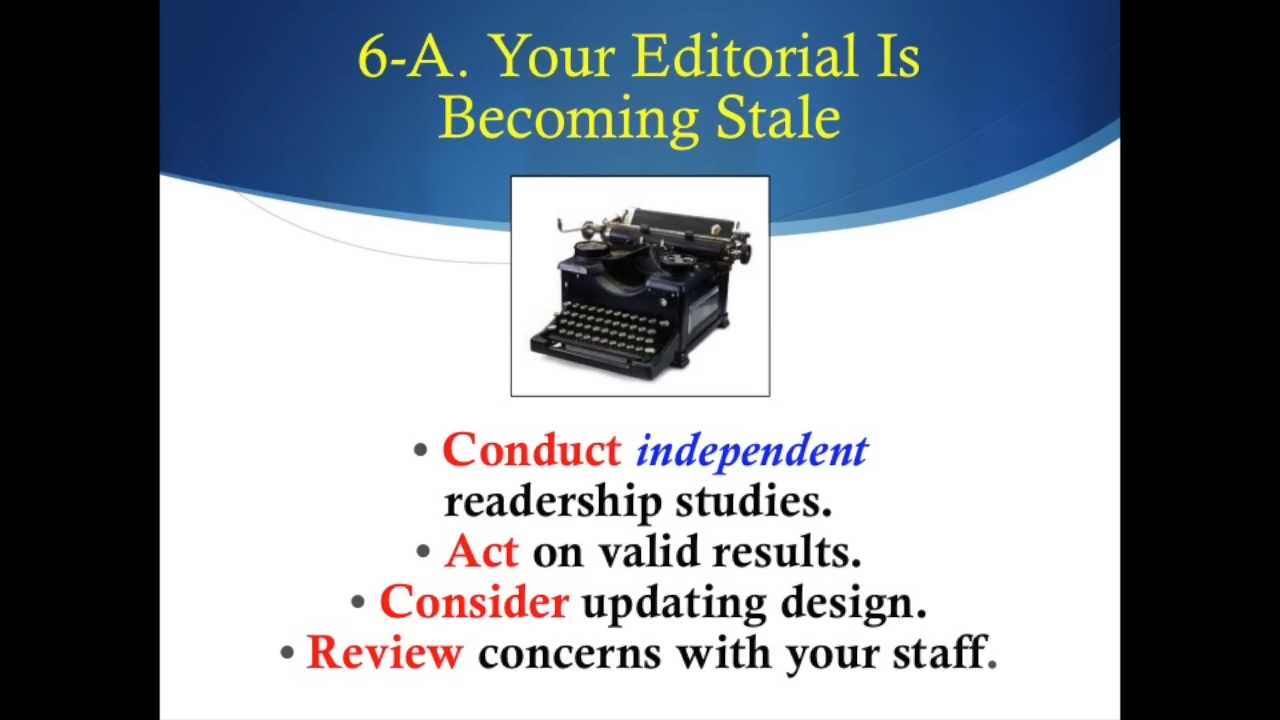 6-A. Your Editorial Is
Becoming Stale
• Conduct independent
readership studies.
• Act on valid results.
• Consider updating design.
• Review concerns with your staff.